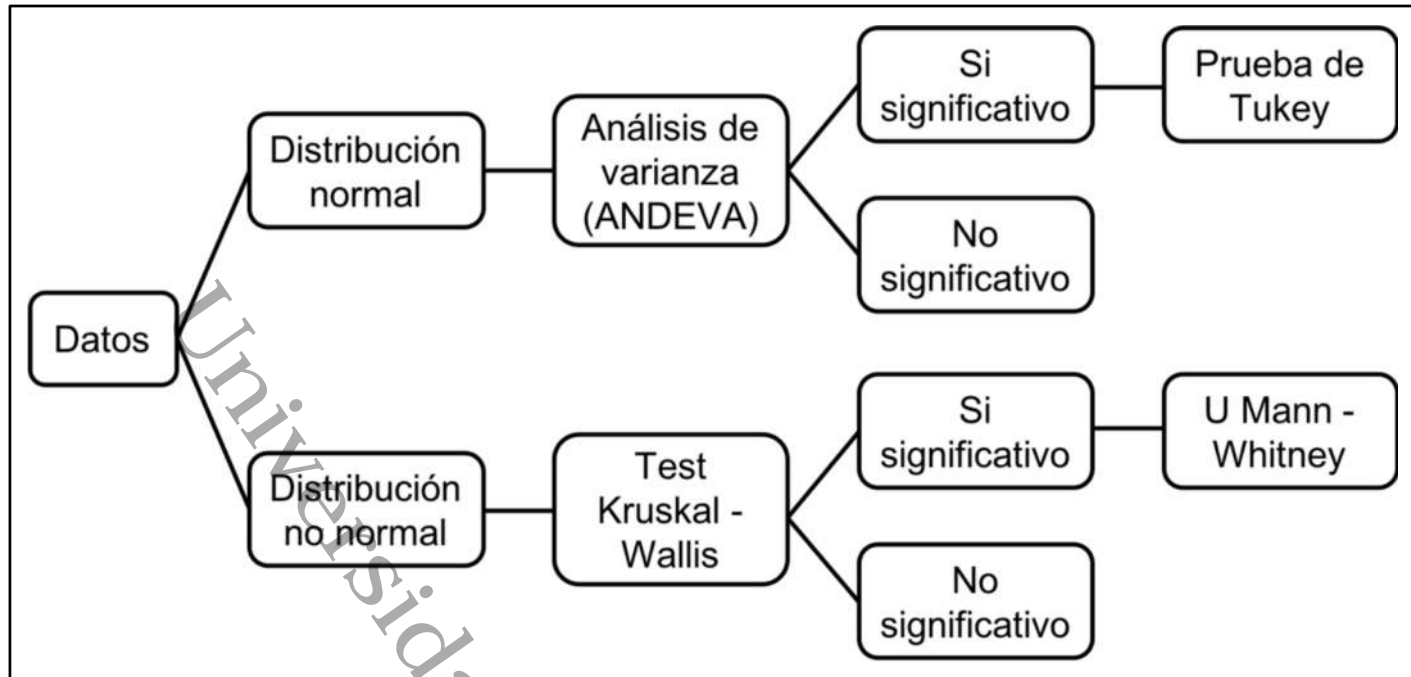 Datos
Distribución
normal
Análisis de
varianza
(ANDEVA)
Si
significativo
Prueba de
Tukey
No
significativo
Distribución
no normal
Test
Kruskal -
Wallis
Si
significativo
U Mann -
Whitney
No
significativo